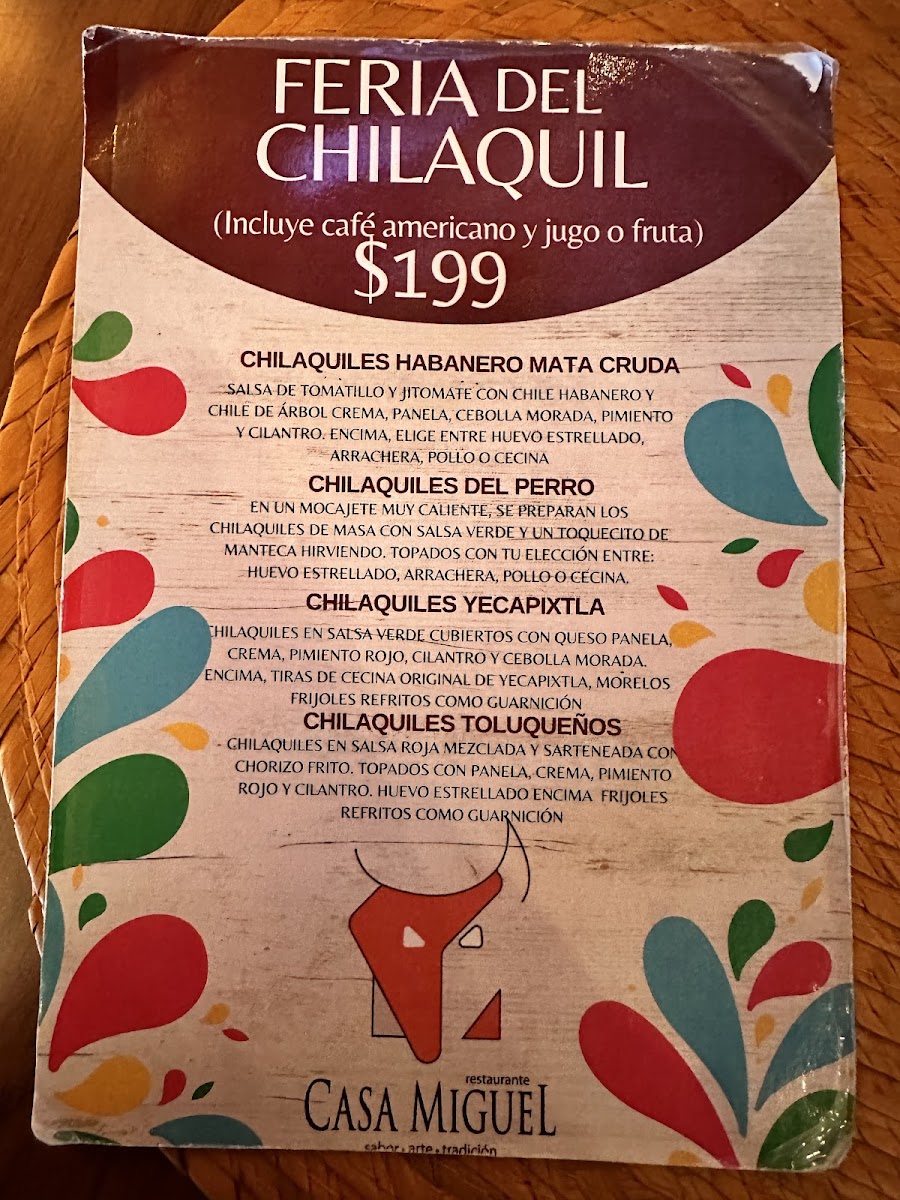 FERIA DEL
CHILAQUIL
(Incluye café americano y jugo o fruta)
$199
CHILAQUILES HABANERO MATA CRUDA
SALSA DE TOMATILLO Y JITOMATE CON CHILE HABANERO Y
CHILE DE ÁRBOL CREMA, PANELA, CEBOLLA MORADA, PIMIENTO
Y CILANTRO. ENCIMA, ELIGE ENTRE HUEVO ESTRELLADO,
ARRACHERA, POLLO O CECINA
CHILAQUILES DEL PERRO
EN UN MOCAJETE MUY CALIENTE, SE PREPARAN LOS
CHILAQUILES DE MASA CON SALSA VERDE Y UN TOQUECITO DE
MANTECA HIRVIENDO. TOPADOS CON TU ELECCIÓN ENTRE:
HUEVO ESTRELLADO, ARRACHERA, POLLO O CECINA.
CHILAQUILES YECAPIXTLA
CHILAQUILES EN SALSA VERDE CUBIERTOS CON QUESO PANELA,
CREMA, PIMIENTO ROJO, CILANTRO Y CEBOLLA MORADA.
ENCIMA, TIRAS DE CECINA ORIGINAL DE YECAPIXTLA, MORELOS
FRIJOLES REFRITOS COMO GUARNICIÓN
CHILAQUILES TOLUQUEÑOS
CHILAQUILES EN SALSA ROJA MEZCLADA Y SARTENEADA CON
CHORIZO FRITO. TOPADOS CON PANELA, CREMA, PIMIENTO
ROJO Y CILANTRO. HUEVO ESTRELLADO ENCIMA FRIJOLES
REFRITOS COMO GUARNICIÓN
restaurante
CASA MIGUEL
sabor • arte • tradición